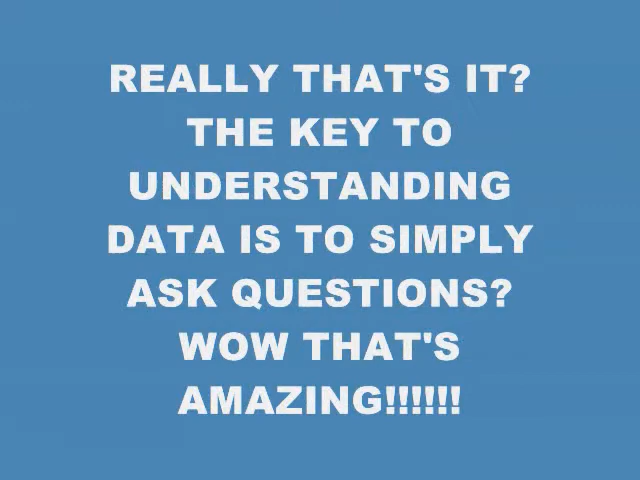 REALLY THAT'S IT?
THE KEY TO
UNDERSTANDING
DATA IS TO SIMPLY
ASK QUESTIONS?
WOW THAT'S
AMAZING!!!!!!